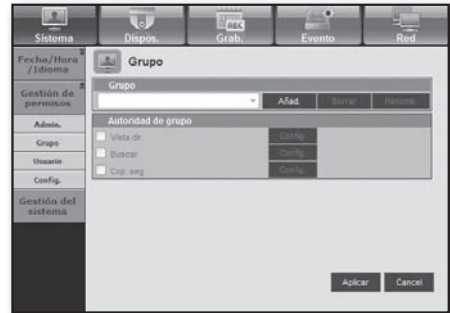 Sistema
Dispos.
REC
Grab.
Evento
Red
Fecha/Hora
/Idioma
Gestión de
permisos
Admin.
Grupo
Usuario
Config.
Gestión del
sistema
Grupo
Grupo
Añad.
Borrar
Renomb.
Autoridad de grupo
Vista dir.
Config.
Buscar
Config.
Cop. seg
Config.
Aplicar
Cancel